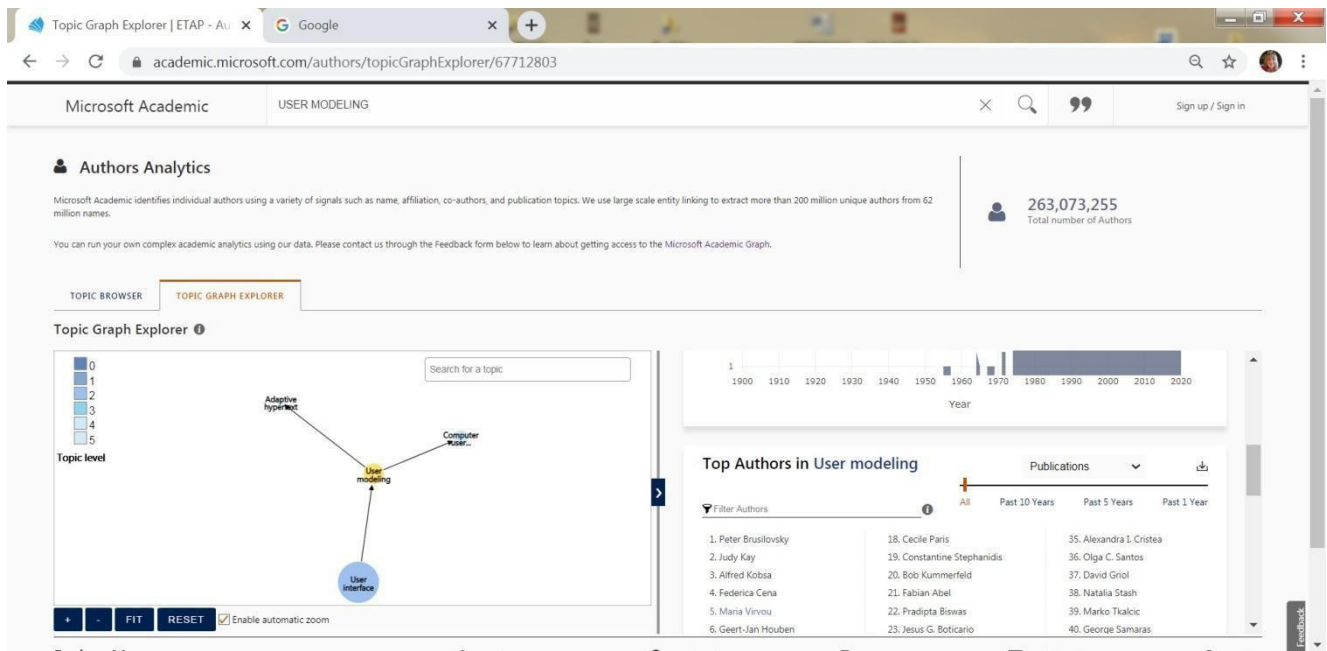 Topic Graph Explorer | ETAP - Au
Google
academic.microsoft.com/authors/topicGraphExplorer/67712803
Microsoft Academic
USER MODELING
Sign up / Sign in
Authors Analytics
Microsoft Academic identifies individual authors using a variety of signals such as name, affiliation, co-authors, and publication topics. We use large scale entity linking to extract more than 200 million unique authors from 62
million names.
You can run your own complex academic analytics using our data. Please contact us through the Feedback form below to learn about getting access to the Microsoft Academic Graph.
263,073,255
Total number of Authors
TOPIC BROWSER
TOPIC GRAPH EXPLORER
Topic Graph Explorer
0
1
2
3
4
5
Topic level
Search for a topic
Adaptive
hypertext
Computer
user...
User
modeling
User
interface
+ - FIT RESET Enable automatic zoom
1
1900 1910 1920 1930 1940 1950 1960 1970 1980 1990 2000 2010 2020
Year
Top Authors in User modeling
Publications
Filter Authors
All Past 10 Years Past 5 Years Past 1 Year
1. Peter Brusilovsky
2. Judy Kay
3. Alfred Kobsa
4. Federica Cena
5. Maria Virvou
6. Geert-Jan Houben
18. Cecile Paris
19. Constantine Stephanidis
20. Bob Kummerfeld
21. Fabian Abel
22. Pradipta Biswas
23. Jesus G. Boticario
35. Alexandra I. Cristea
36. Olga C. Santos
37. David Griol
38. Natalia Stash
39. Marko Tkalcic
40. George Samaras
Feedback